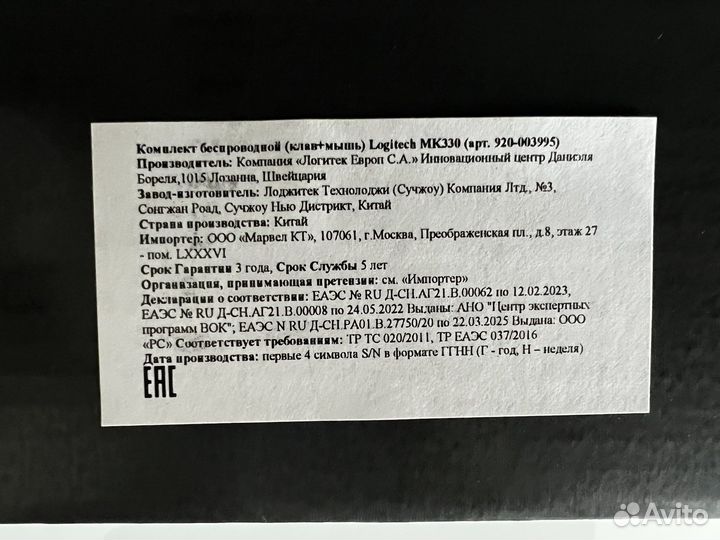 Комплект беспроводной (клав+мышь) Logitech MK330 (арт. 920-003995)
Производитель: Компания «Логитек Европ С.А.» Инновационный центр Даниэля
Бореля,1015 Лозанна, Швейцария
Завод-изготовитель: Лоджитек Технолоджи (Сучжоу) Компания Лтд., №3,
Сонгжан Роад, Сучжоу Нью Дистрикт, Китай
Страна производства: Китай
Импортер: ООО «Марвел КТ», 107061, г.Москва, Преображенская пл., д.8, этаж 27
- пом. LXXXVI
Срок Гарантии 3 года, Срок Службы 5 лет
Организация, принимающая претензии: см. «Импортер»
Декларации о соответствии: ЕАЭС № RU Д-CH.АГ21.В.00062 по 12.02.2023,
ЕАЭС № RU Д-CH.АГ21.В.00008 по 24.05.2022 Выданы: АНО "Центр экспертных
программ ВОК"; ЕАЭС N RU Д-CH.РА01.В.27750/20 по 22.03.2025 Выдана: ООО
«РС» Соответствует требованиям: ТР ТС 020/2011, ТР ЕАЭС 037/2016
Дата производства: первые 4 символа S/N в формате ГГНН (Г - год, Н – неделя)
EAC
Avito